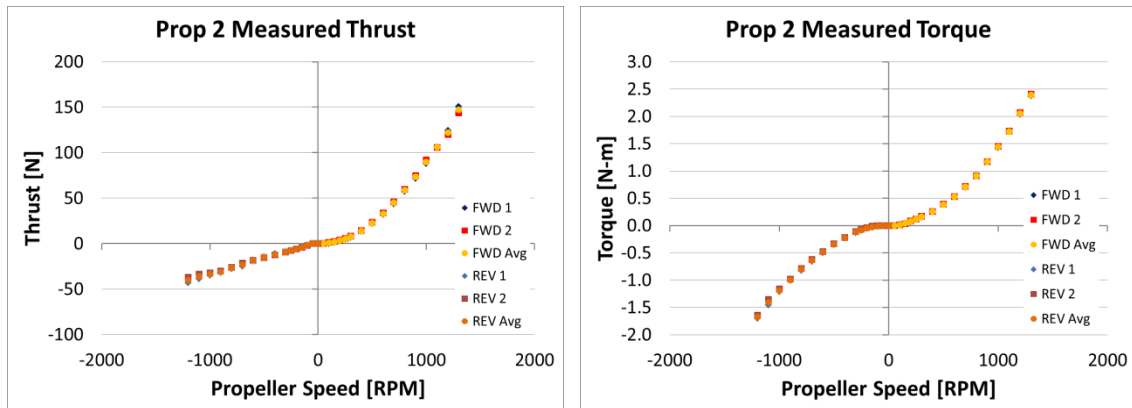 Prop 2 Measured Thrust
200
150
100
50
0
-50
-100
-2000 -1000 0 1000 2000
Thrust [N]
Propeller Speed [RPM]
FWD 1
FWD 2
FWD Avg
REV 1
REV 2
REV Avg
Prop 2 Measured Torque
3.0
2.5
2.0
1.5
1.0
0.5
0.0
-0.5
-1.0
-1.5
-2.0
-2000 -1000 0 1000 2000
Torque [N-m]
Propeller Speed [RPM]
FWD 1
FWD 2
FWD Avg
REV 1
REV 2
REV Avg